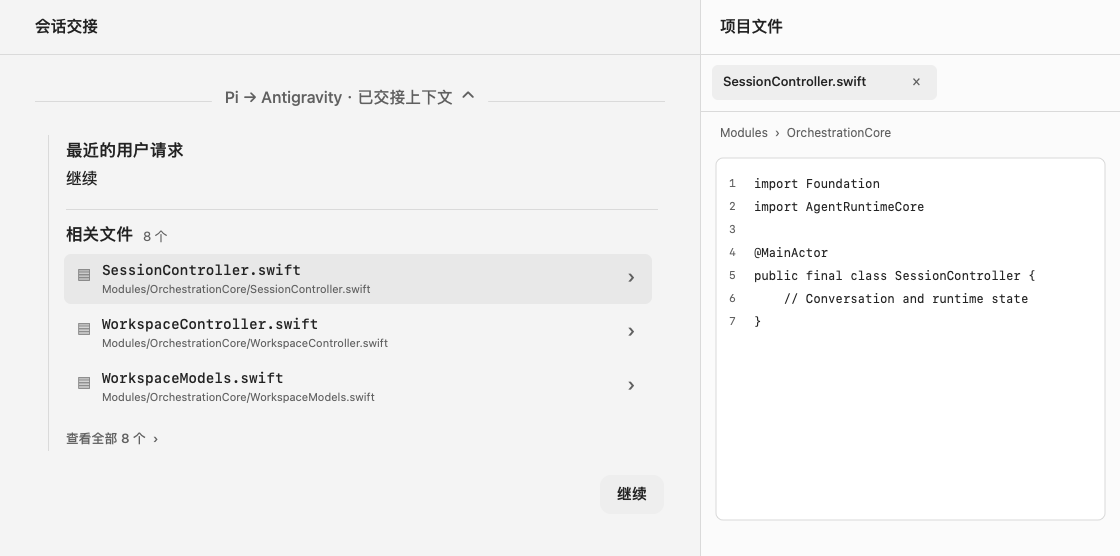 会话交接
Pi → Antigravity · 已交接上下文
最近的用户请求
继续
相关文件 8 个
SessionController.swift
Modules/OrchestrationCore/SessionController.swift
WorkspaceController.swift
Modules/OrchestrationCore/WorkspaceController.swift
WorkspaceModels.swift
Modules/OrchestrationCore/WorkspaceModels.swift
查看全部 8 个 ›
继续
项目文件
SessionController.swift ×
Modules › OrchestrationCore
1 import Foundation
2 import AgentRuntimeCore
3
4 @MainActor
5 public final class SessionController {
6     // Conversation and runtime state
7 }